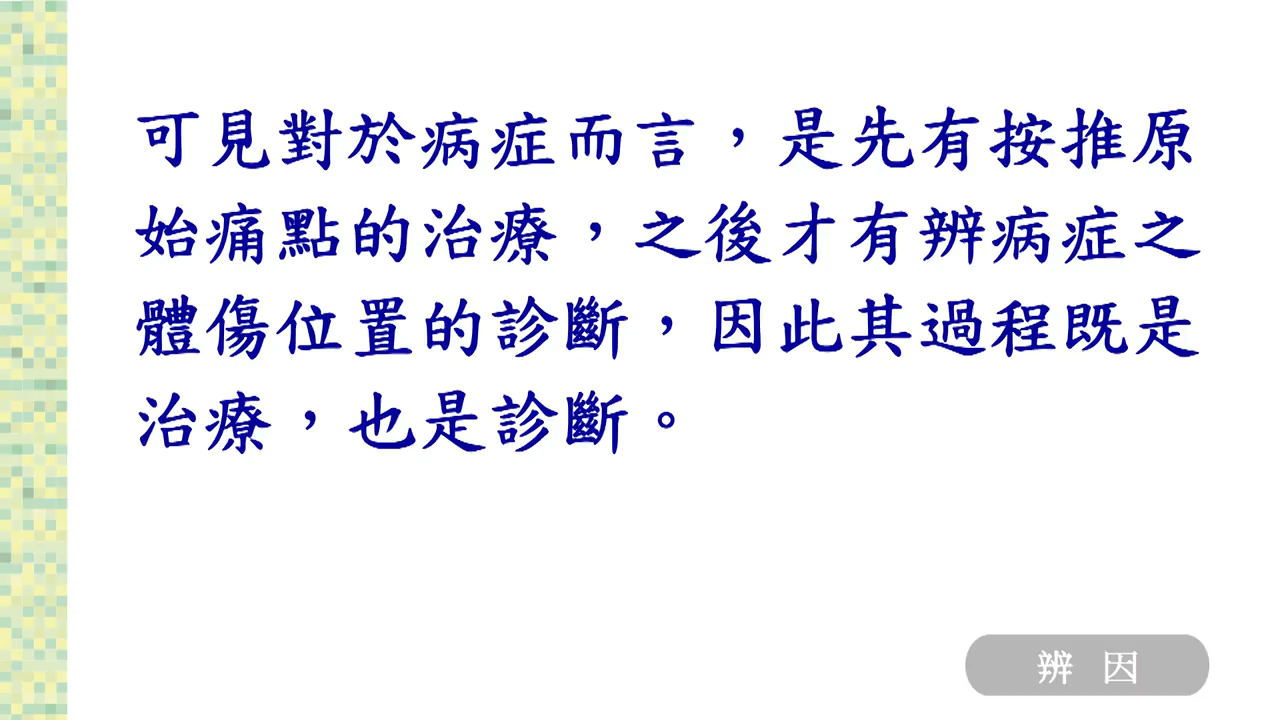 可見對於病症而言，是先有按推原
始痛點的治療，之後才有辨病症之
體傷位置的診斷，因此其過程既是
治療，也是診斷。
辨 因